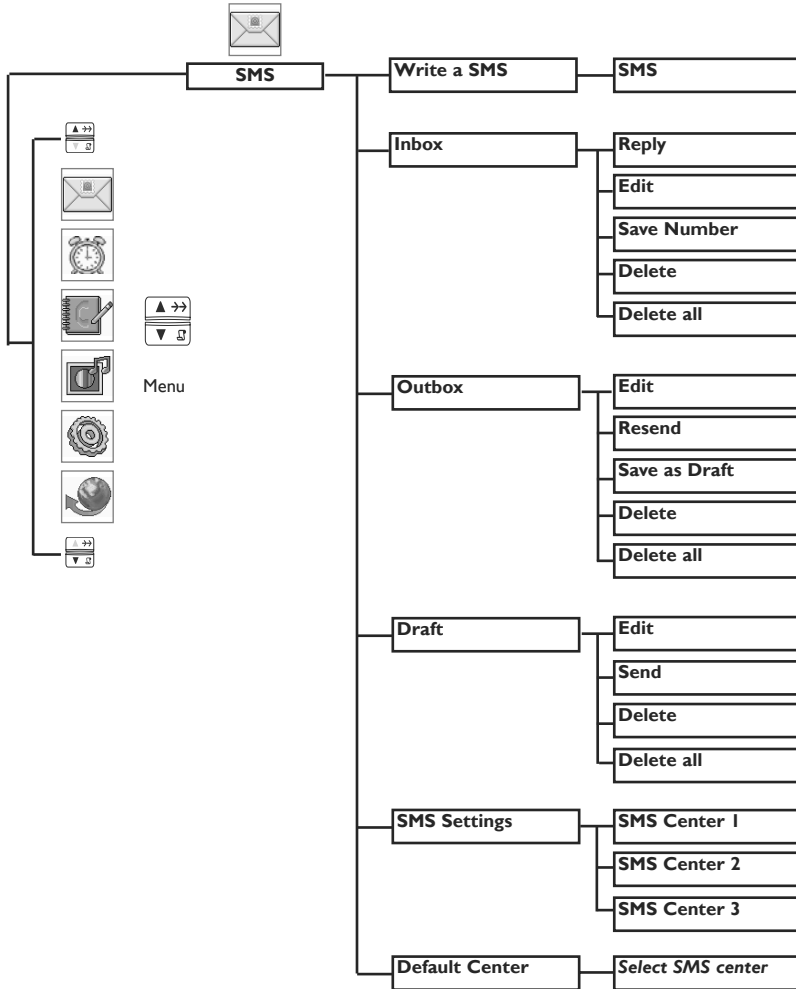 SMS
Write a SMS
SMS
Inbox
Reply
Edit
Save Number
Delete
Delete all
Menu
Outbox
Edit
Resend
Save as Draft
Delete
Delete all
Draft
Edit
Send
Delete
Delete all
SMS Settings
SMS Center 1
SMS Center 2
SMS Center 3
Default Center
Select SMS center